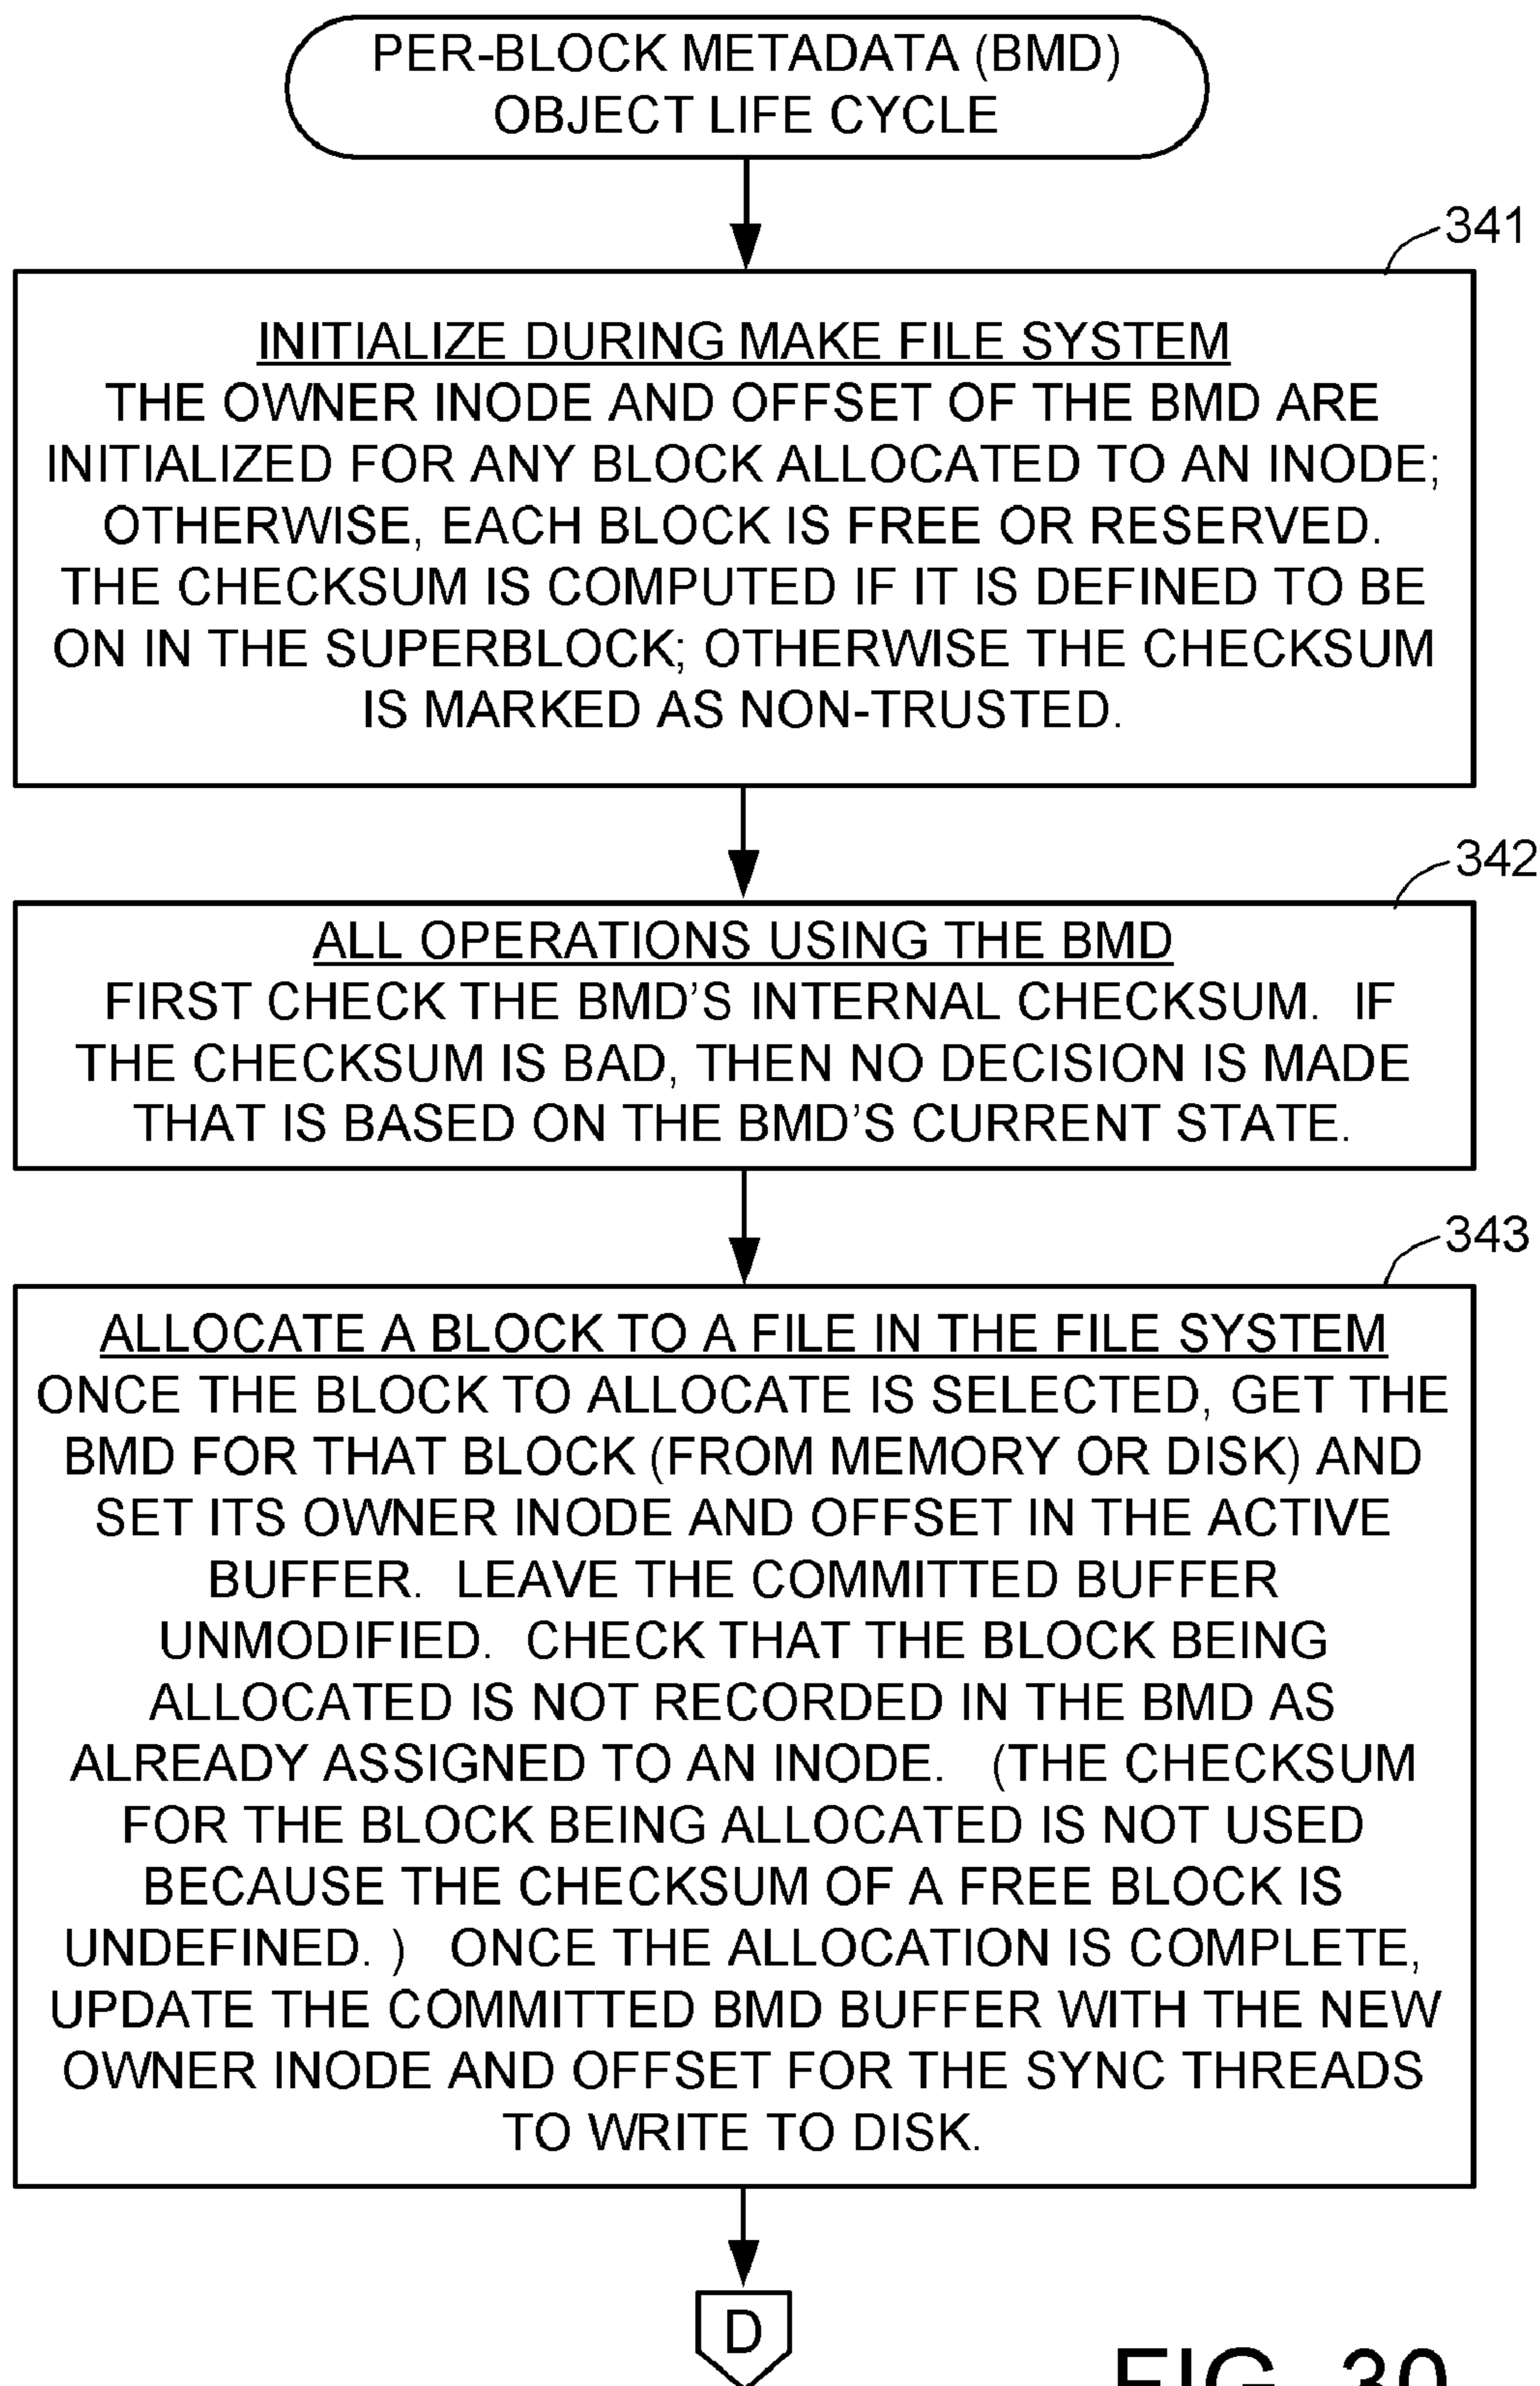 PER-BLOCK METADATA (BMD)
OBJECT LIFE CYCLE
341
INITIALIZE DURING MAKE FILE SYSTEM
THE OWNER INODE AND OFFSET OF THE BMD ARE
INITIALIZED FOR ANY BLOCK ALLOCATED TO AN INODE;
OTHERWISE, EACH BLOCK IS FREE OR RESERVED.
THE CHECKSUM IS COMPUTED IF IT IS DEFINED TO BE
ON IN THE SUPERBLOCK; OTHERWISE THE CHECKSUM
IS MARKED AS NON-TRUSTED.
342
ALL OPERATIONS USING THE BMD
FIRST CHECK THE BMD'S INTERNAL CHECKSUM. IF
THE CHECKSUM IS BAD, THEN NO DECISION IS MADE
THAT IS BASED ON THE BMD'S CURRENT STATE.
343
ALLOCATE A BLOCK TO A FILE IN THE FILE SYSTEM
ONCE THE BLOCK TO ALLOCATE IS SELECTED, GET THE
BMD FOR THAT BLOCK (FROM MEMORY OR DISK) AND
SET ITS OWNER INODE AND OFFSET IN THE ACTIVE
BUFFER. LEAVE THE COMMITTED BUFFER
UNMODIFIED. CHECK THAT THE BLOCK BEING
ALLOCATED IS NOT RECORDED IN THE BMD AS
ALREADY ASSIGNED TO AN INODE. (THE CHECKSUM
FOR THE BLOCK BEING ALLOCATED IS NOT USED
BECAUSE THE CHECKSUM OF A FREE BLOCK IS
UNDEFINED. ) ONCE THE ALLOCATION IS COMPLETE,
UPDATE THE COMMITTED BMD BUFFER WITH THE NEW
OWNER INODE AND OFFSET FOR THE SYNC THREADS
TO WRITE TO DISK.
D
FIG. 30